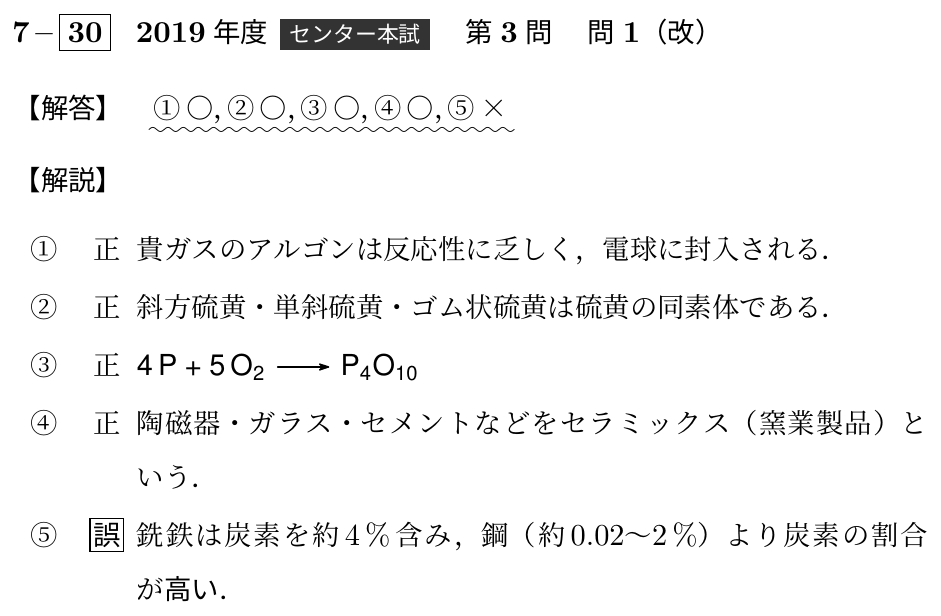 7－30 2019 年度 センター本試 第 3 問 問 1（改）
【解答】 ① ○, ② ○, ③ ○, ④ ○, ⑤ ×
【解説】
① 正 貴ガスのアルゴンは反応性に乏しく，電球に封入される．
② 正 斜方硫黄・単斜硫黄・ゴム状硫黄は硫黄の同素体である．
③ 正 4 P + 5 O₂ ⟶ P₄O₁₀
④ 正 陶磁器・ガラス・セメントなどをセラミックス（窯業製品）と
いう．
⑤ 誤 銑鉄は炭素を約 4 % 含み，鋼（約 0.02〜2 %）より炭素の割合
が高い．